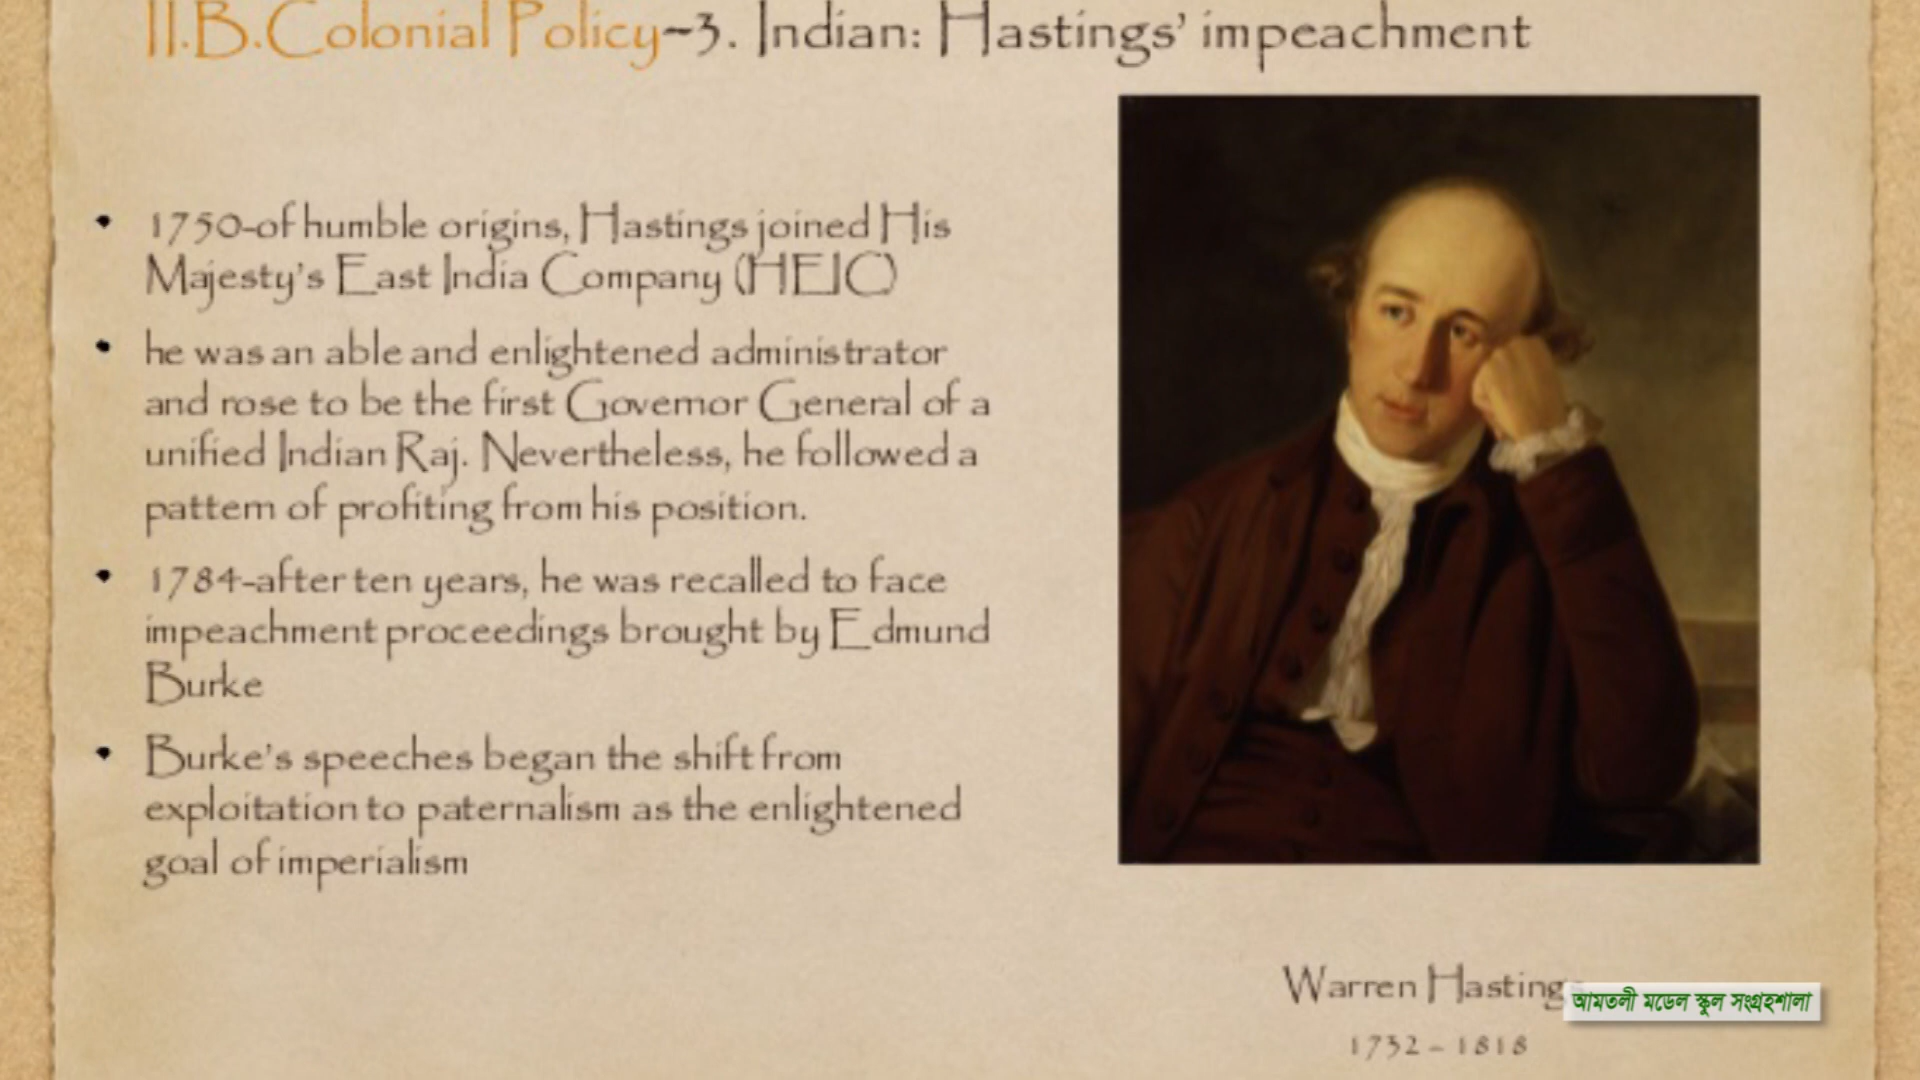 II.B.Colonial Policy~3. Indian: Hastings' impeachment
• 1750-of humble origins, Hastings joined His
Majesty's East India Company (HEIC)
• he was an able and enlightened administrator
and rose to be the first Governor General of a
unified Indian Raj. Nevertheless, he followed a
pattern of profiting from his position.
• 1784-after ten years, he was recalled to face
impeachment proceedings brought by Edmund
Burke
• Burke's speeches began the shift from
exploitation to paternalism as the enlightened
goal of imperialism
Warren Hastings
আমতলী মডেল স্কুল সংগ্রহশালা
1732 – 1818